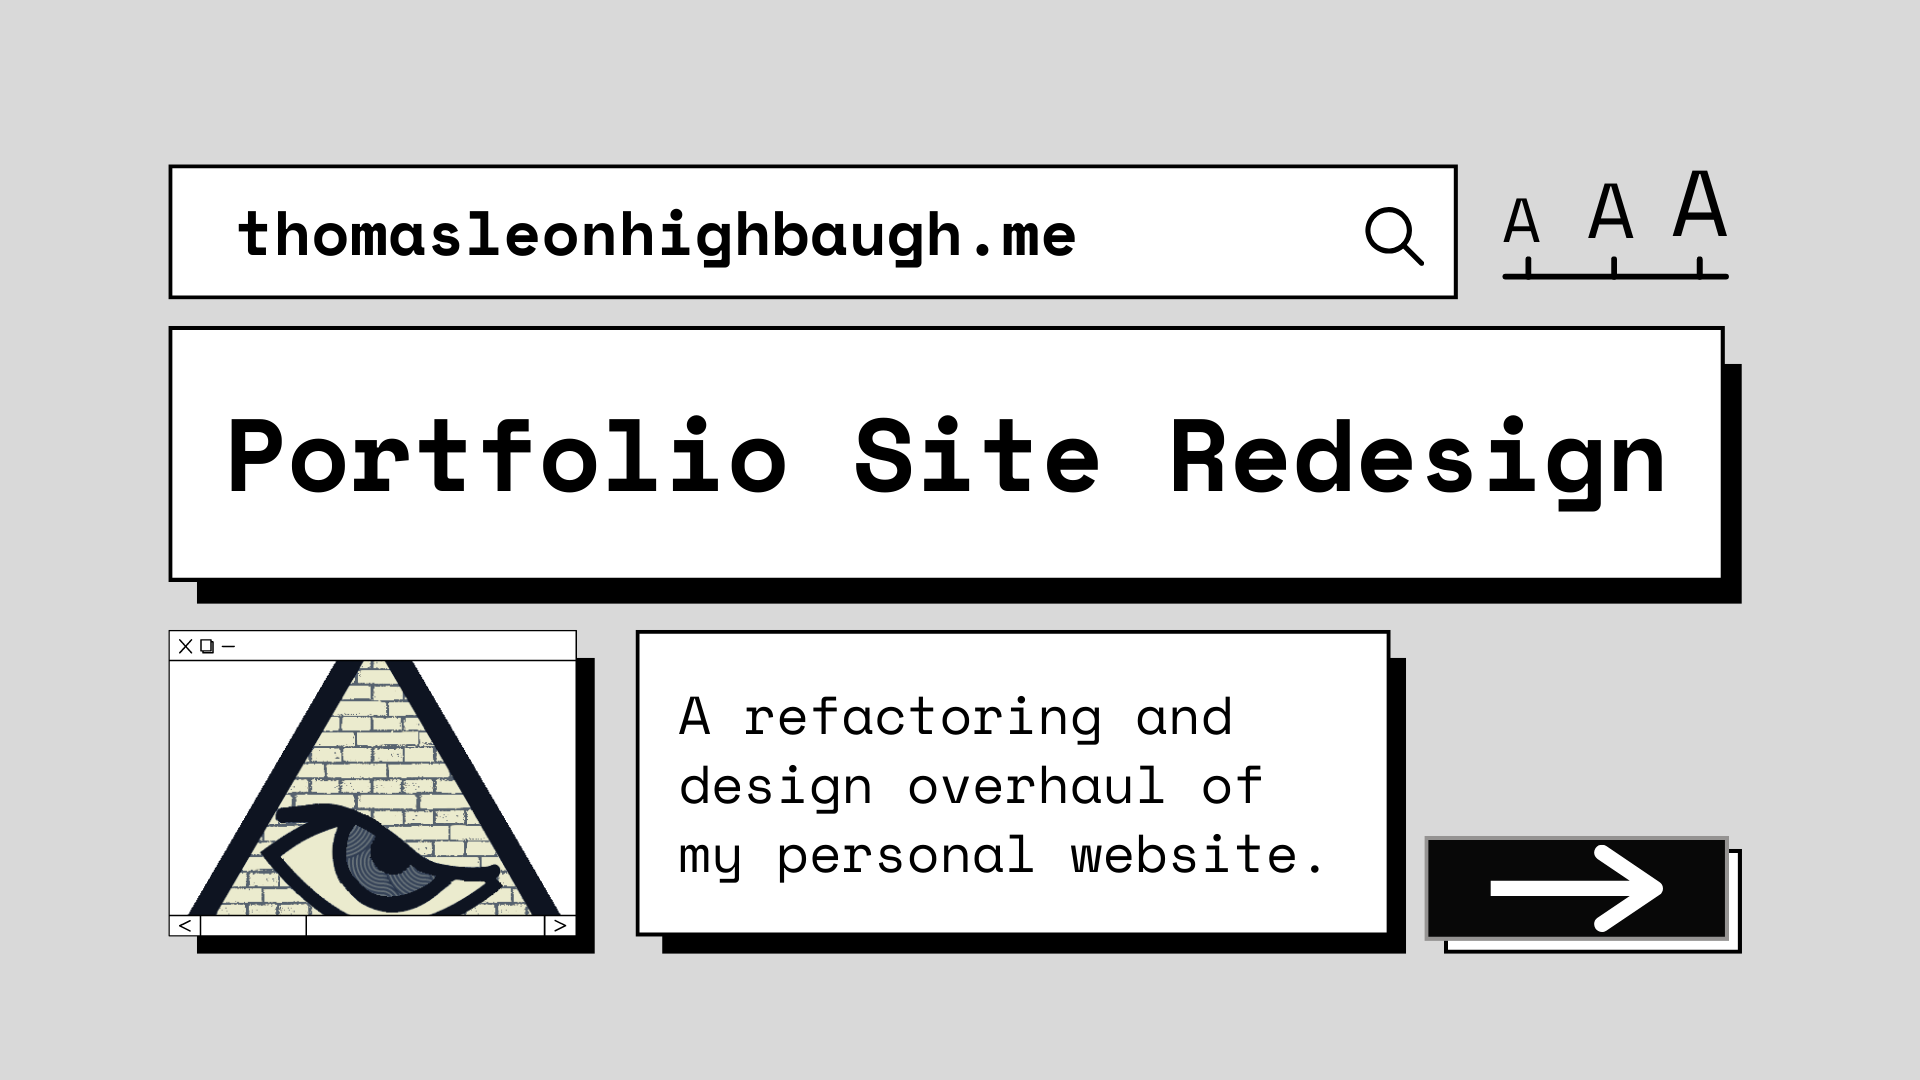 thomasleonhighbaugh.me
A A A
Portfolio Site Redesign
A refactoring and
design overhaul of
my personal website.